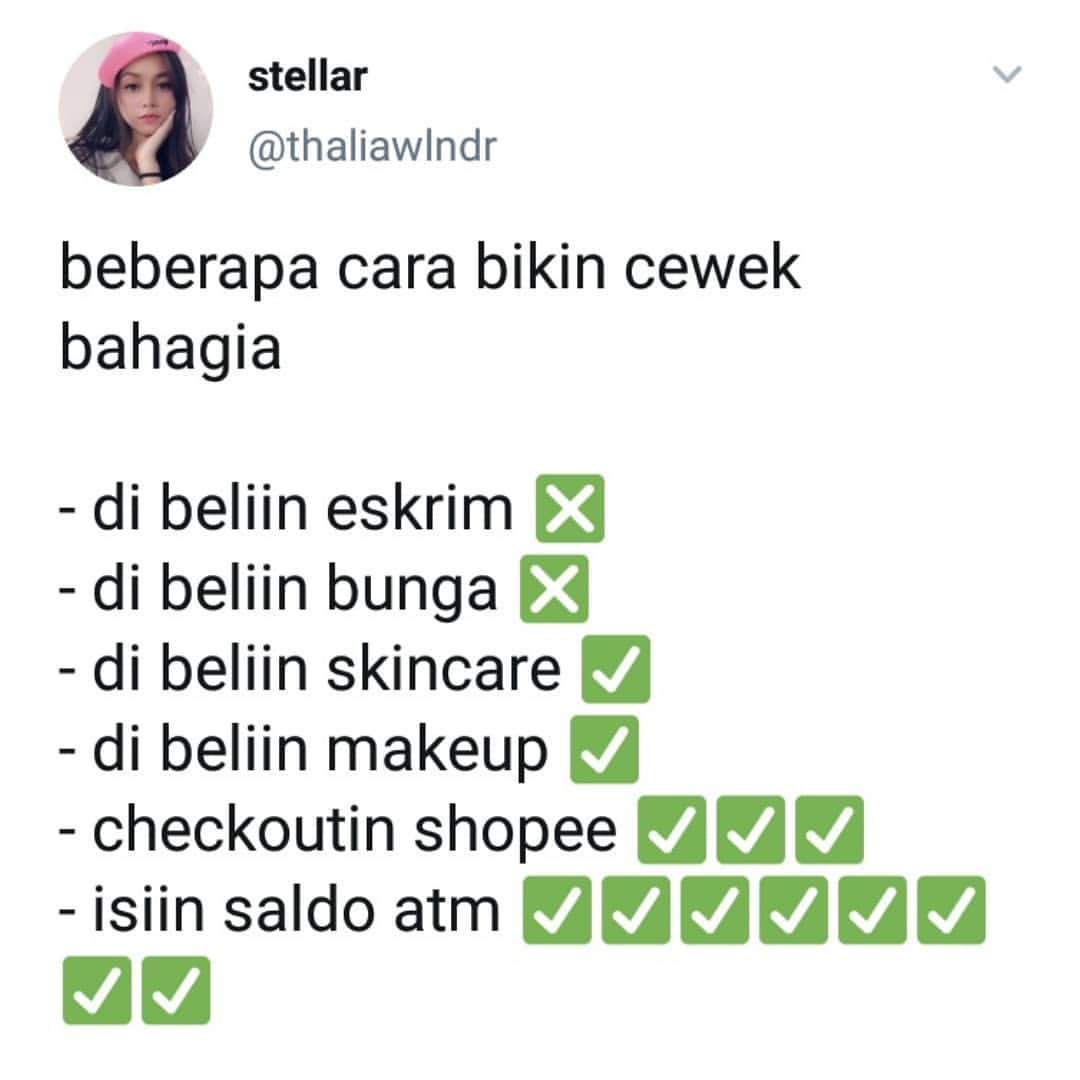 stellar
@thaliawlndr
beberapa cara bikin cewek
bahagia
- di beliin eskrim ❎
- di beliin bunga ❎
- di beliin skincare ✅
- di beliin makeup ✅
- checkoutin shopee ✅✅✅
- isiin saldo atm ✅✅✅✅✅✅
✅✅